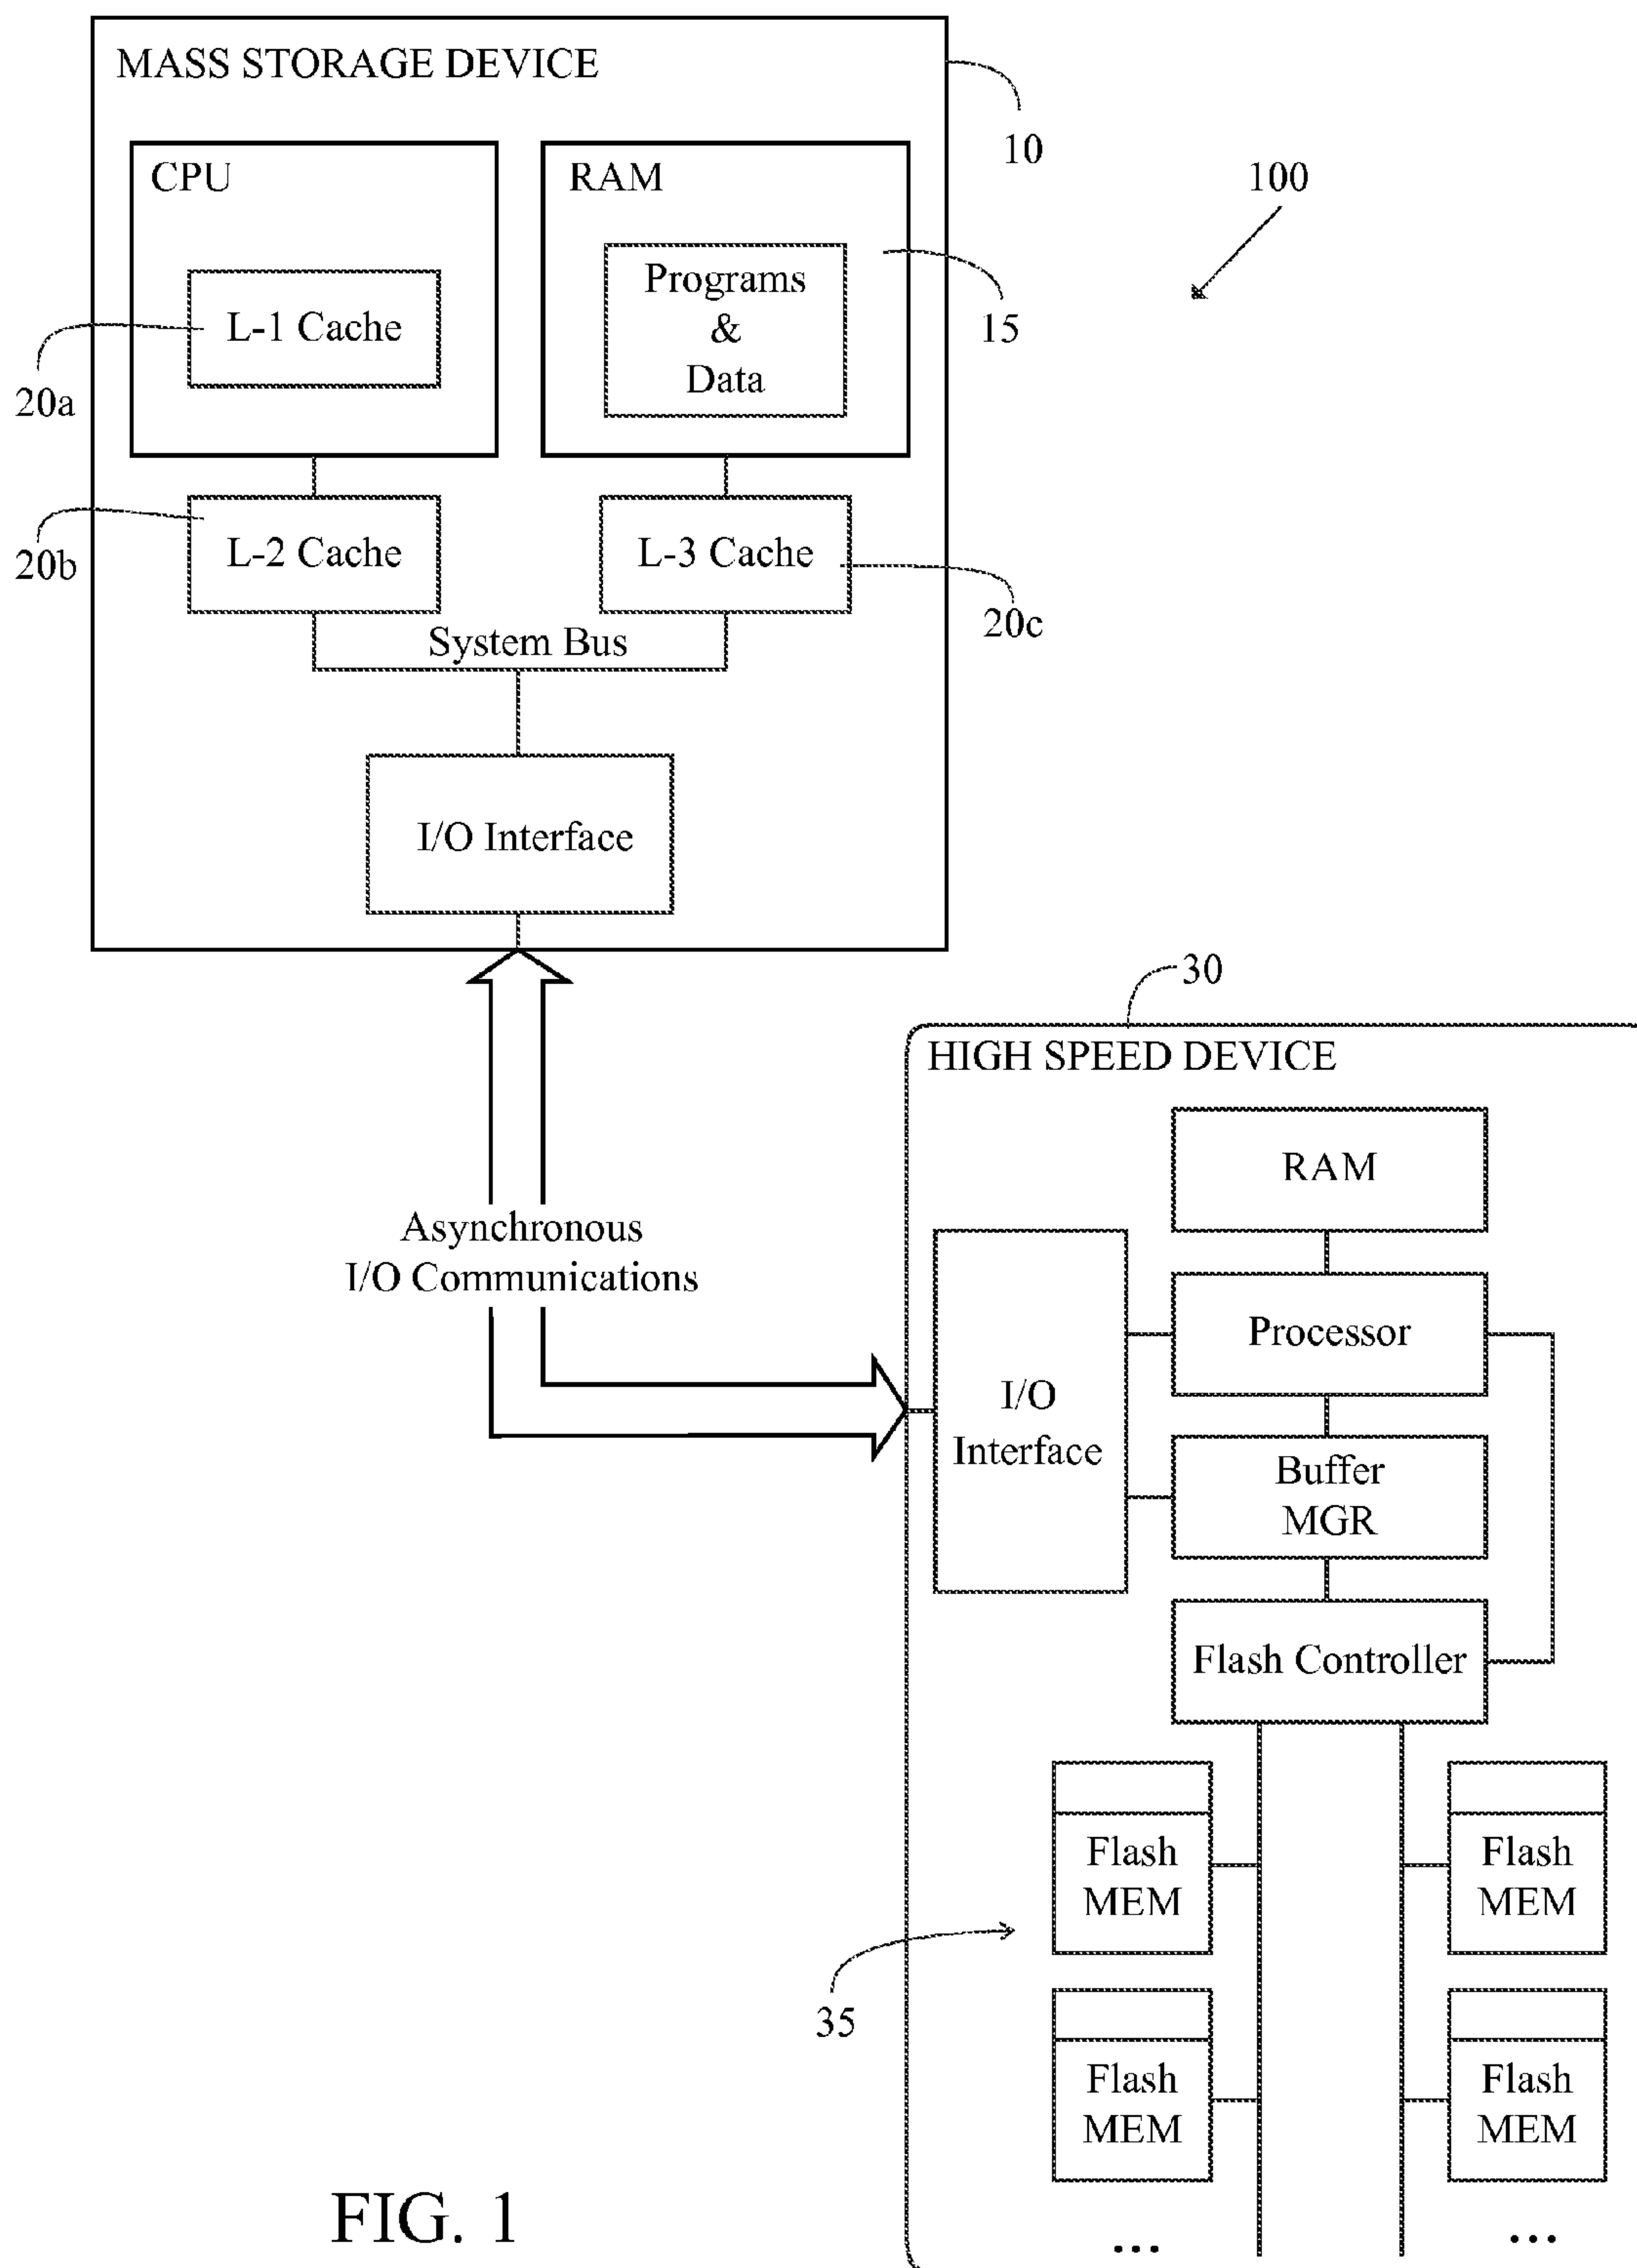 MASS STORAGE DEVICE
10
CPU
RAM
100
L-1 Cache
20a
Programs
&
Data
15
L-2 Cache
20b
L-3 Cache
20c
System Bus
I/O Interface
Asynchronous
I/O Communications
30
HIGH SPEED DEVICE
RAM
I/O
Interface
Processor
Buffer
MGR
Flash Controller
Flash
MEM
Flash
MEM
35
Flash
MEM
Flash
MEM
...
...
FIG. 1